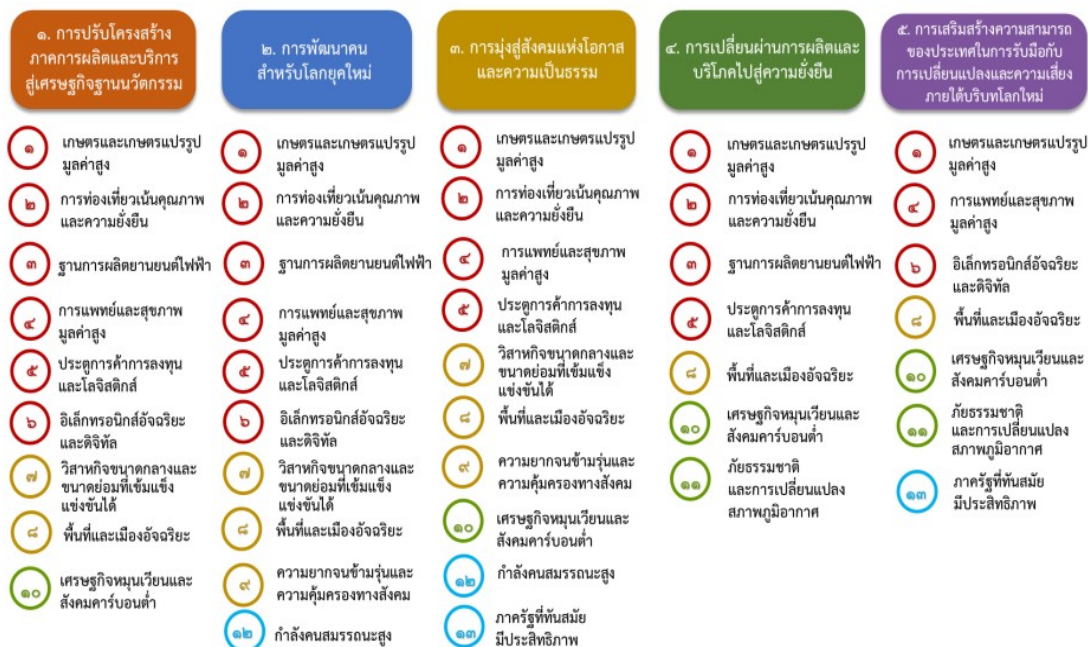 ๑. การปรับโครงสร้าง
ภาคการผลิตและบริการ
สู่เศรษฐกิจฐานนวัตกรรม
๑
เกษตรและเกษตรแปรรูป
มูลค่าสูง
๒
การท่องเที่ยวเน้นคุณภาพ
และความยั่งยืน
๓
ฐานการผลิตยานยนต์ไฟฟ้า
๔
การแพทย์และสุขภาพ
มูลค่าสูง
๕
ประตูการค้าการลงทุน
และโลจิสติกส์
๖
อิเล็กทรอนิกส์อัจฉริยะ
และดิจิทัล
๗
วิสาหกิจขนาดกลางและ
ขนาดย่อมที่เข้มแข็ง
แข่งขันได้
๘
พื้นที่และเมืองอัจฉริยะ
๑๐
เศรษฐกิจหมุนเวียนและ
สังคมคาร์บอนต่ำ
๒. การพัฒนาคน
สำหรับโลกยุคใหม่
๑
เกษตรและเกษตรแปรรูป
มูลค่าสูง
๒
การท่องเที่ยวเน้นคุณภาพ
และความยั่งยืน
๓
ฐานการผลิตยานยนต์ไฟฟ้า
๔
การแพทย์และสุขภาพ
มูลค่าสูง
๕
ประตูการค้าการลงทุน
และโลจิสติกส์
๖
อิเล็กทรอนิกส์อัจฉริยะ
และดิจิทัล
๗
วิสาหกิจขนาดกลางและ
ขนาดย่อมที่เข้มแข็ง
แข่งขันได้
๘
พื้นที่และเมืองอัจฉริยะ
๙
ความยากจนข้ามรุ่นและ
ความคุ้มครองทางสังคม
๑๒
กำลังคนสมรรถนะสูง
๓. การมุ่งสู่สังคมแห่งโอกาส
และความเป็นธรรม
๑
เกษตรและเกษตรแปรรูป
มูลค่าสูง
๒
การท่องเที่ยวเน้นคุณภาพ
และความยั่งยืน
๔
การแพทย์และสุขภาพ
มูลค่าสูง
๕
ประตูการค้าการลงทุน
และโลจิสติกส์
๗
วิสาหกิจขนาดกลางและ
ขนาดย่อมที่เข้มแข็ง
แข่งขันได้
๘
พื้นที่และเมืองอัจฉริยะ
๙
ความยากจนข้ามรุ่นและ
ความคุ้มครองทางสังคม
๑๐
เศรษฐกิจหมุนเวียนและ
สังคมคาร์บอนต่ำ
๑๒
กำลังคนสมรรถนะสูง
๑๓
ภาครัฐที่ทันสมัย
มีประสิทธิภาพ
๔. การเปลี่ยนผ่านการผลิตและ
บริโภคไปสู่ความยั่งยืน
๑
เกษตรและเกษตรแปรรูป
มูลค่าสูง
๒
การท่องเที่ยวเน้นคุณภาพ
และความยั่งยืน
๓
ฐานการผลิตยานยนต์ไฟฟ้า
๕
ประตูการค้าการลงทุน
และโลจิสติกส์
๘
พื้นที่และเมืองอัจฉริยะ
๑๐
เศรษฐกิจหมุนเวียนและ
สังคมคาร์บอนต่ำ
๑๑
ภัยธรรมชาติ
และการเปลี่ยนแปลง
สภาพภูมิอากาศ
๕. การเสริมสร้างความสามารถ
ของประเทศในการรับมือกับ
การเปลี่ยนแปลงและความเสี่ยง
ภายใต้บริบทโลกใหม่
๑
เกษตรและเกษตรแปรรูป
มูลค่าสูง
๔
การแพทย์และสุขภาพ
มูลค่าสูง
๖
อิเล็กทรอนิกส์อัจฉริยะ
และดิจิทัล
๘
พื้นที่และเมืองอัจฉริยะ
๑๐
เศรษฐกิจหมุนเวียนและ
สังคมคาร์บอนต่ำ
๑๑
ภัยธรรมชาติ
และการเปลี่ยนแปลง
สภาพภูมิอากาศ
๑๓
ภาครัฐที่ทันสมัย
มีประสิทธิภาพ